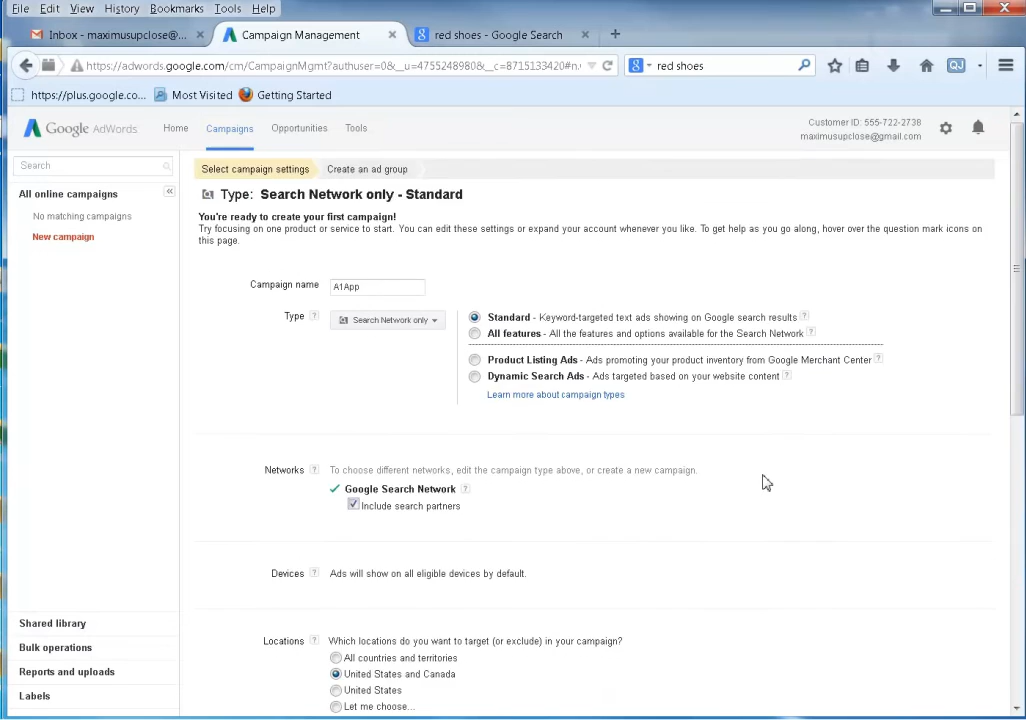 File Edit View History Bookmarks Tools Help
Inbox - maximusupclose@... × Campaign Management × red shoes - Google Search × +
https://adwords.google.com/cm/CampaignMgmt?authuser=0&__u=47552489808&__c=8715133420#n. red shoes
https://plus.google.co... Most Visited Getting Started
Google AdWords Home Campaigns Opportunities Tools
Customer ID: 555-722-2738
maximusupclose@gmail.com
Search
All online campaigns
No matching campaigns
New campaign
Shared library
Bulk operations
Reports and uploads
Labels
Select campaign settings Create an ad group
Type: Search Network only - Standard
You're ready to create your first campaign!
Try focusing on one product or service to start. You can edit these settings or expand your account whenever you like. To get help as you go along, hover over the question mark icons on
this page.
Campaign name A1App
Type ? Search Network only
Standard - Keyword-targeted text ads showing on Google search results ?
All features - All the features and options available for the Search Network ?
Product Listing Ads - Ads promoting your product inventory from Google Merchant Center ?
Dynamic Search Ads - Ads targeted based on your website content ?
Learn more about campaign types
Networks ? To choose different networks, edit the campaign type above, or create a new campaign.
Google Search Network ?
Include search partners
Devices ? Ads will show on all eligible devices by default.
Locations ? Which locations do you want to target (or exclude) in your campaign?
All countries and territories
United States and Canada
United States
Let me choose...